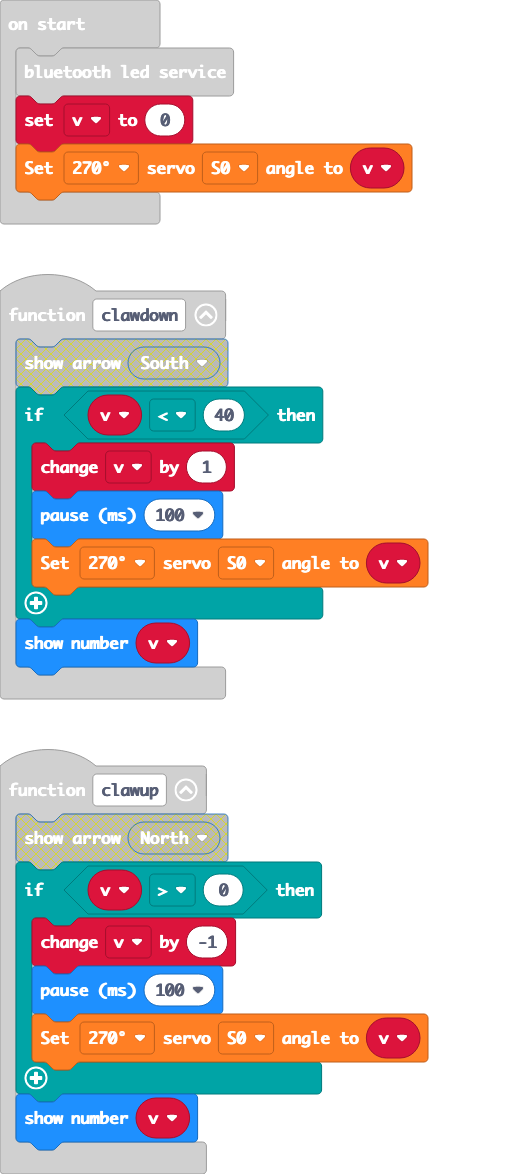 on start
bluetooth led service
set v to 0
Set 270° servo S0 angle to v
function clawdown
show arrow South
if v < 40 then
change v by 1
pause (ms) 100
Set 270° servo S0 angle to v
show number v
function clawup
show arrow North
if v > 0 then
change v by -1
pause (ms) 100
Set 270° servo S0 angle to v
show number v